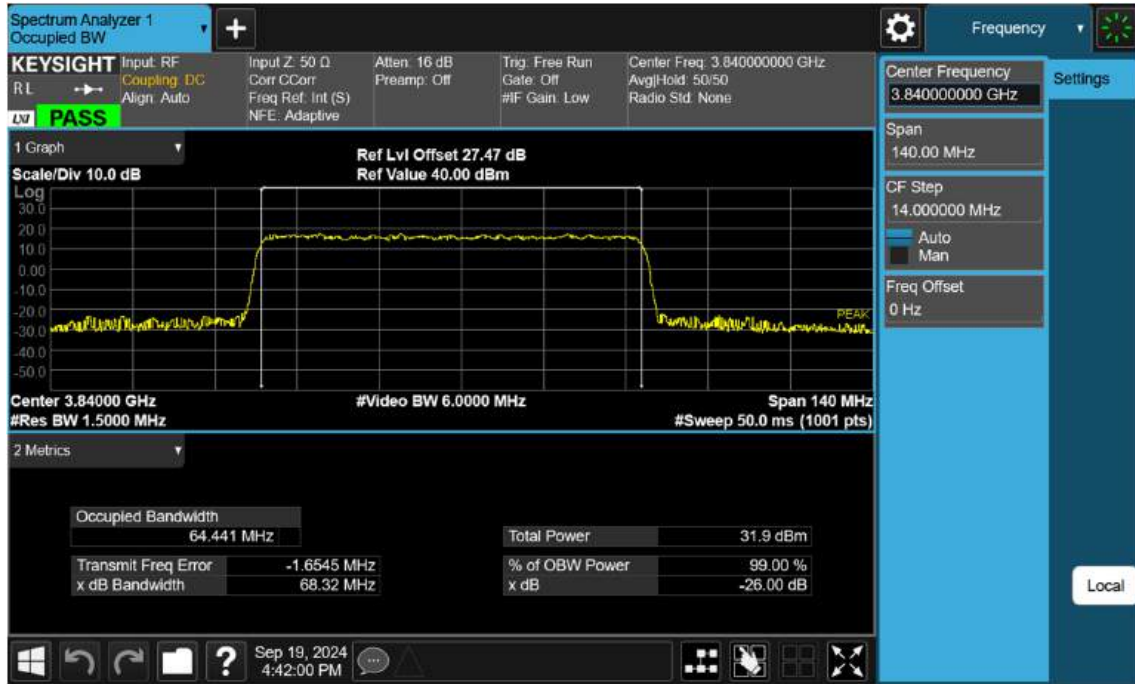 Spectrum Analyzer 1
Occupied BW
Frequency
KEYSIGHT
RL
LXI
PASS
Input: RF
Coupling: DC
Align: Auto
Input Z: 50 Ω
Corr CCorr
Freq Ref: Int (S)
NFE: Adaptive
Atten: 16 dB
Preamp: Off
Trig: Free Run
Gate: Off
#IF Gain: Low
Center Freq: 3.840000000 GHz
Avg|Hold: 50/50
Radio Std: None
Center Frequency
3.840000000 GHz
Settings
Span
140.00 MHz
CF Step
14.000000 MHz
Auto
Man
Freq Offset
0 Hz
Local
1 Graph
Scale/Div 10.0 dB
Ref Lvl Offset 27.47 dB
Ref Value 40.00 dBm
Log
30.0
20.0
10.0
0.00
-10.0
-20.0
-30.0
-40.0
-50.0
PEAK
Center 3.84000 GHz
#Res BW 1.5000 MHz
#Video BW 6.0000 MHz
Span 140 MHz
#Sweep 50.0 ms (1001 pts)
2 Metrics
Occupied Bandwidth
64.441 MHz
Transmit Freq Error -1.6545 MHz
x dB Bandwidth 68.32 MHz
Total Power 31.9 dBm
% of OBW Power 99.00 %
x dB -26.00 dB
Sep 19, 2024
4:42:00 PM